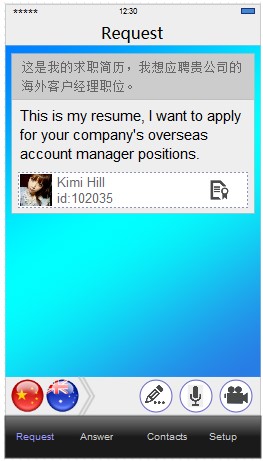 ***** 12:30
Request
这是我的求职简历，我想应聘贵公司的
海外客户经理职位。
This is my resume, I want to apply
for your company's overseas
account manager positions.
Kimi Hill
id:102035
Request Answer Contacts Setup